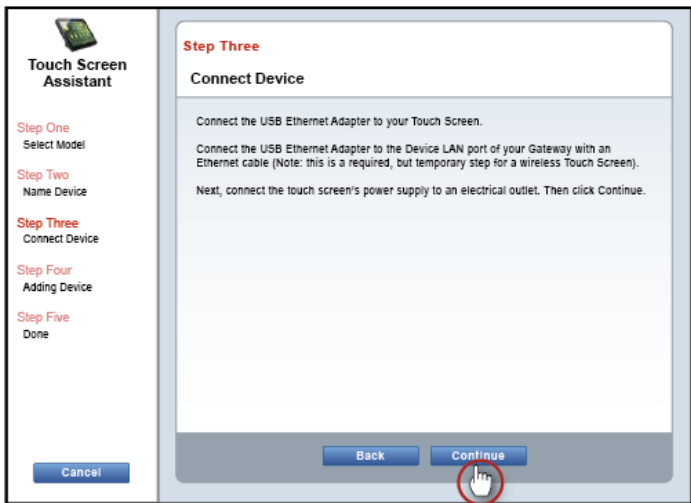 Touch Screen
Assistant
Step One
Select Model
Step Two
Name Device
Step Three
Connect Device
Step Four
Adding Device
Step Five
Done
Cancel
Step Three
Connect Device
Connect the USB Ethernet Adapter to your Touch Screen.
Connect the USB Ethernet Adapter to the Device LAN port of your Gateway with an
Ethernet cable (Note: this is a required, but temporary step for a wireless Touch Screen).
Next, connect the touch screen's power supply to an electrical outlet. Then click Continue.
Back
Continue